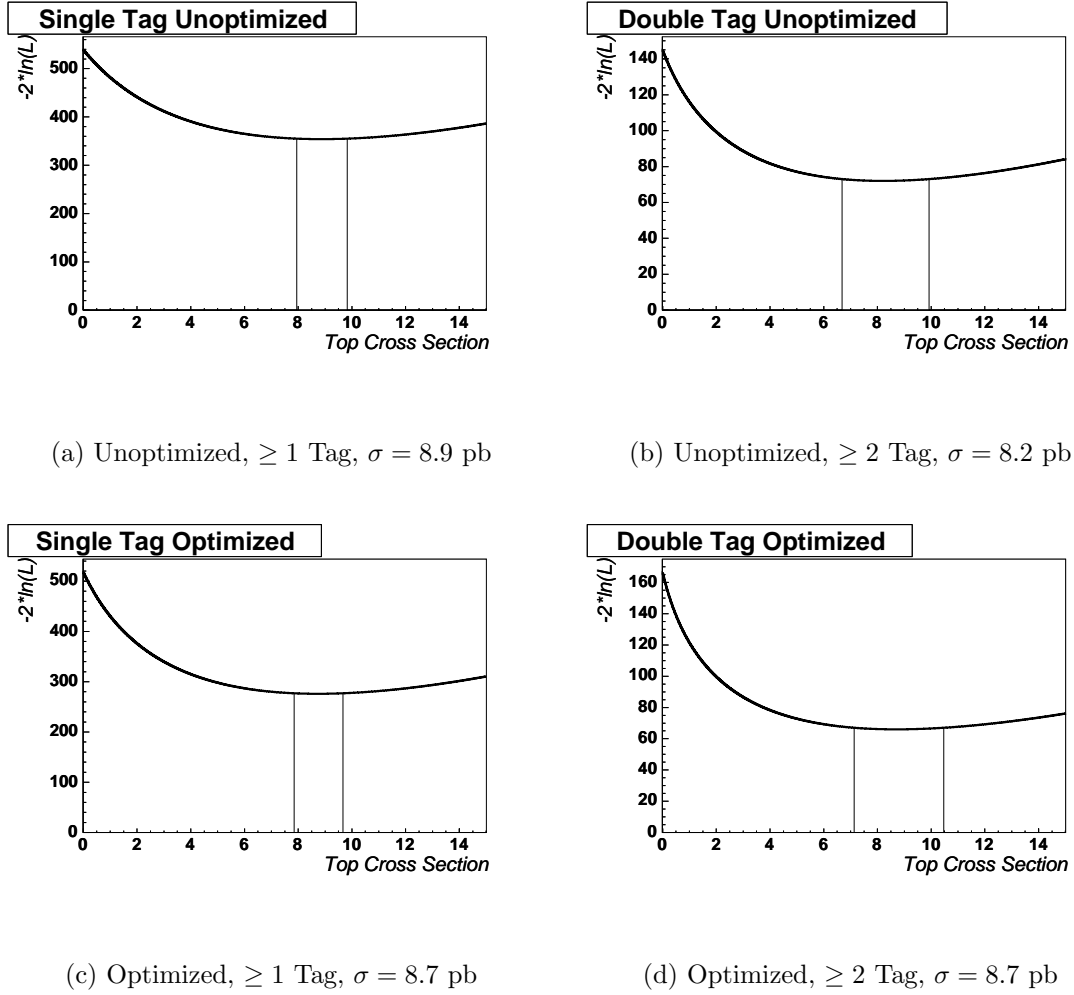 Single Tag Unoptimized
-2*ln(L)
500
400
300
200
100
0
0 2 4 6 8 10 12 14
Top Cross Section
(a) Unoptimized, ≥ 1 Tag, σ = 8.9 pb
Double Tag Unoptimized
-2*ln(L)
140
120
100
80
60
40
20
0
0 2 4 6 8 10 12 14
Top Cross Section
(b) Unoptimized, ≥ 2 Tag, σ = 8.2 pb
Single Tag Optimized
-2*ln(L)
500
400
300
200
100
0
0 2 4 6 8 10 12 14
Top Cross Section
(c) Optimized, ≥ 1 Tag, σ = 8.7 pb
Double Tag Optimized
-2*ln(L)
160
140
120
100
80
60
40
20
0
0 2 4 6 8 10 12 14
Top Cross Section
(d) Optimized, ≥ 2 Tag, σ = 8.7 pb